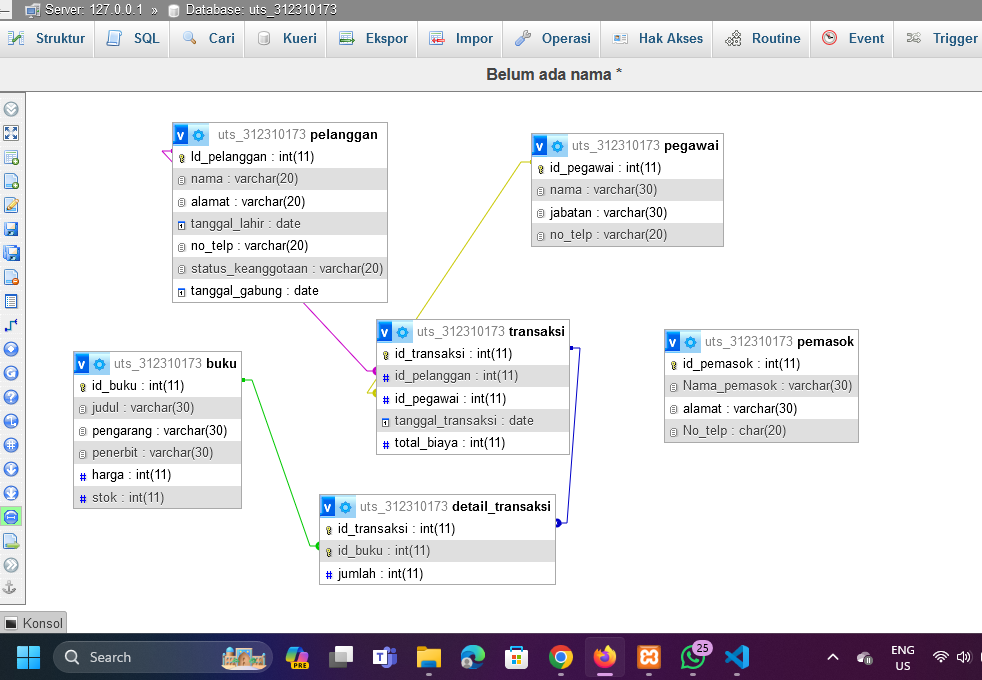 Server: 127.0.0.1 » Database: uts_312310173
Struktur SQL Cari Kueri Ekspor Impor Operasi Hak Akses Routine Event Trigger
Belum ada nama *
v uts_312310173 pelanggan
Id_pelanggan : int(11)
nama : varchar(20)
alamat : varchar(20)
tanggal_lahir : date
no_telp : varchar(20)
status_keanggotaan : varchar(20)
tanggal_gabung : date
v uts_312310173 pegawai
id_pegawai : int(11)
nama : varchar(30)
jabatan : varchar(30)
no_telp : varchar(20)
v uts_312310173 transaksi
id_transaksi : int(11)
# id_pelanggan : int(11)
# id_pegawai : int(11)
tanggal_transaksi : date
# total_biaya : int(11)
v uts_312310173 pemasok
id_pemasok : int(11)
Nama_pemasok : varchar(30)
alamat : varchar(30)
No_telp : char(20)
v uts_312310173 buku
id_buku : int(11)
judul : varchar(30)
pengarang : varchar(30)
penerbit : varchar(30)
# harga : int(11)
# stok : int(11)
v uts_312310173 detail_transaksi
id_transaksi : int(11)
id_buku : int(11)
# jumlah : int(11)
Konsol
Search
PRE
25
ENG
US